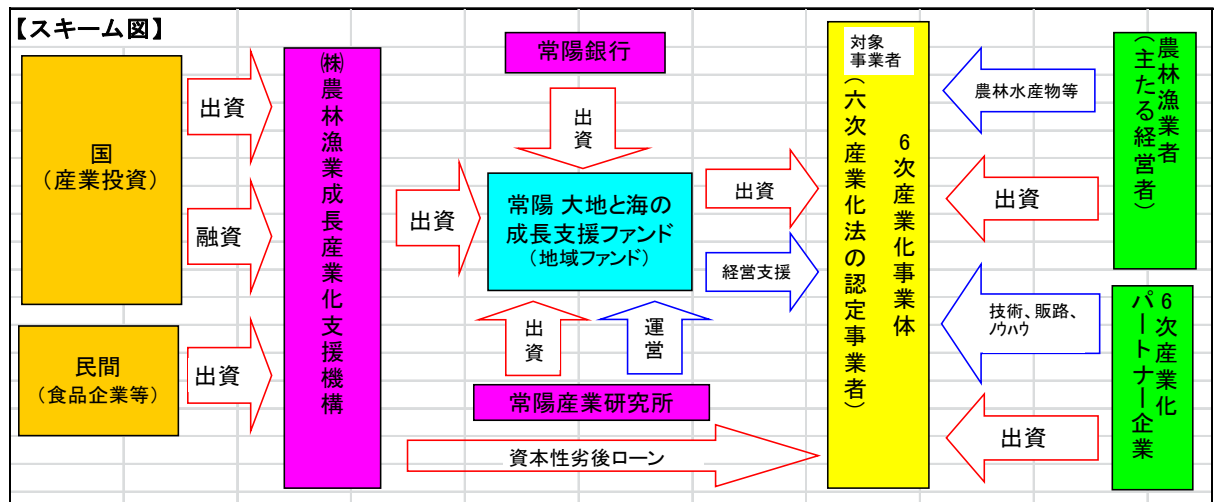 【スキーム図】
国
（産業投資）
民間
（食品企業等）
出資
融資
出資
㈱農林漁業成長産業化支援機構
出資
常陽銀行
出資
常陽 大地と海の
成長支援ファンド
（地域ファンド）
出資
運営
常陽産業研究所
資本性劣後ローン
出資
経営支援
対象
事業者
６次産業化事業体
（六次産業化法の認定事業者）
農林水産物等
出資
技術、販路、
ﾉｳﾊｳ
出資
農林漁業者
（主たる経営者）
６次産業化
パートナー企業